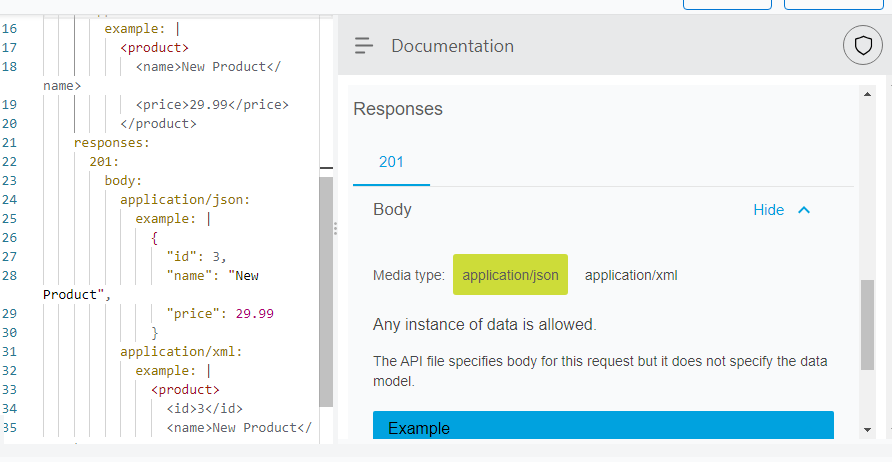 16 example: |
17 <product>
18 <name>New Product</
name>
19 <price>29.99</price>
20 </product>
21 responses:
22 201:
23 body:
24 application/json:
25 example: |
26 {
27 "id": 3,
28 "name": "New
Product",
29 "price": 29.99
30 }
31 application/xml:
32 example: |
33 <product>
34 <id>3</id>
35 <name>New Product</
Documentation
Responses
201
Body Hide
Media type: application/json application/xml
Any instance of data is allowed.
The API file specifies body for this request but it does not specify the data
model.
Example